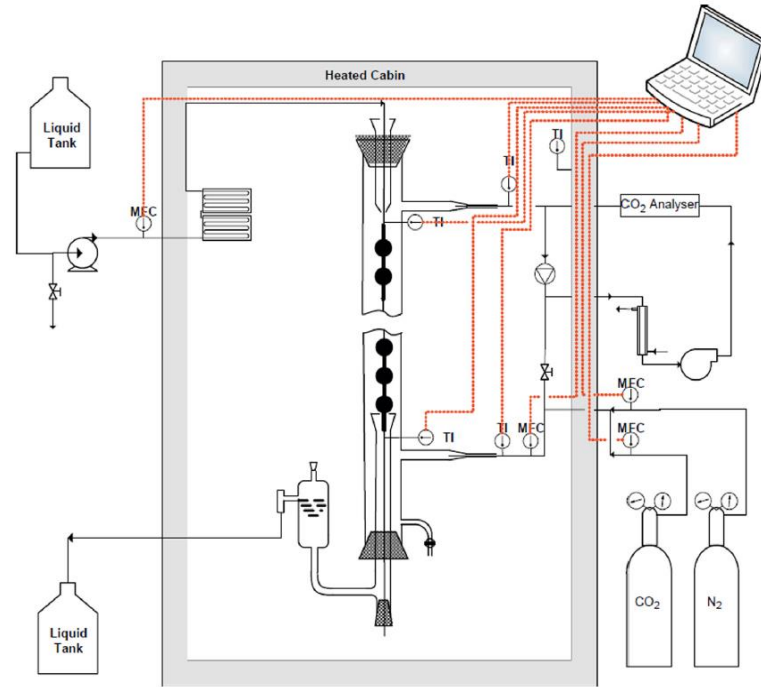 Heated Cabin
Liquid
Tank
MFC
TI
TI
TI
CO₂ Analyser
MFC
TI
TI
MFC
MFC
CO₂
N₂
Liquid
Tank